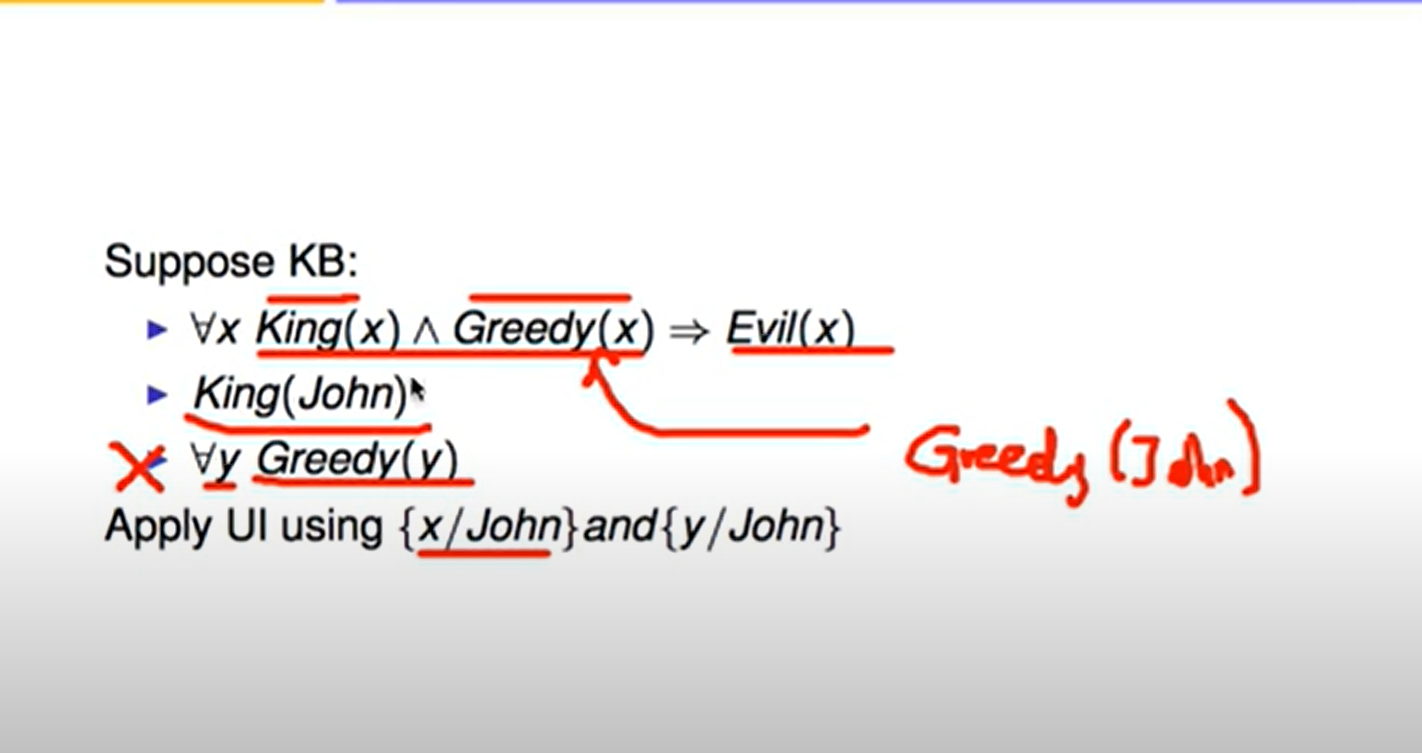 Suppose KB:
∀x King(x) ∧ Greedy(x) ⇒ Evil(x)
King(John)
∀y Greedy(y)
Greedy (John)
Apply UI using {x/John}and{y/John}